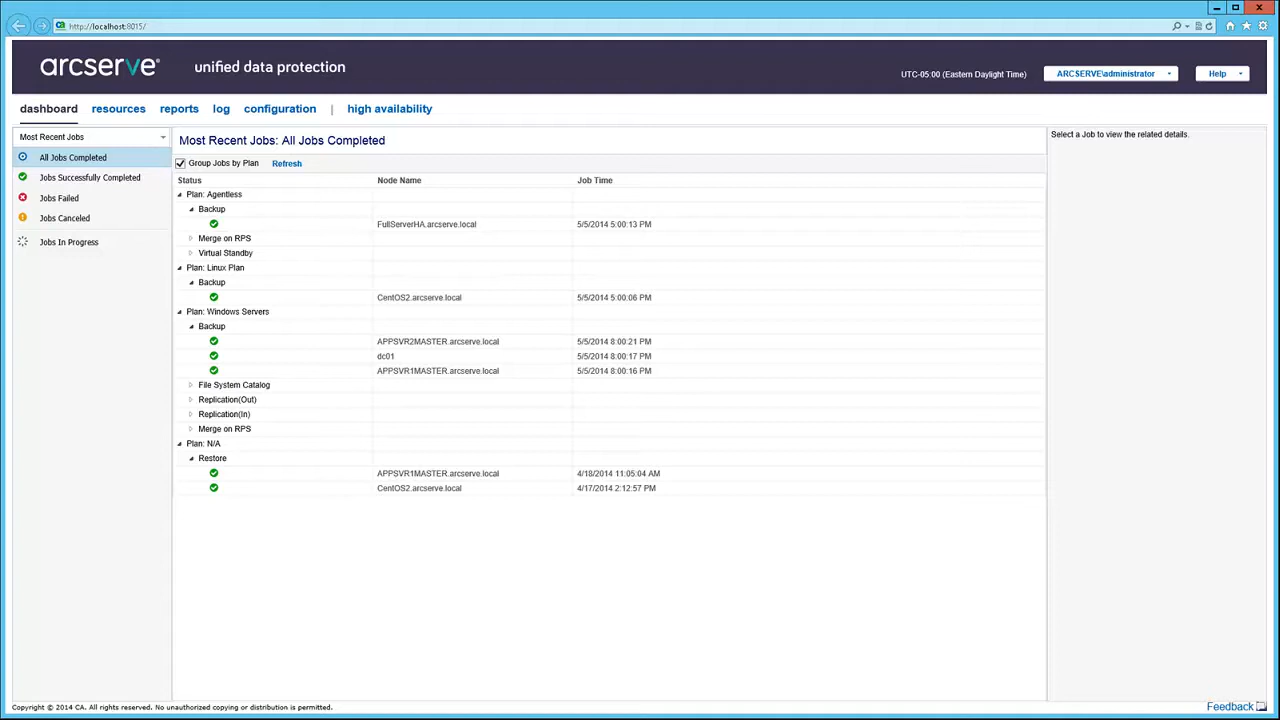 http://localhost:8015/
arcserve® unified data protection
UTC-05:00 (Eastern Daylight Time)
ARCSERVE\administrator
Help
dashboard resources reports log configuration | high availability
Most Recent Jobs
All Jobs Completed
Jobs Successfully Completed
Jobs Failed
Jobs Canceled
Jobs In Progress
Most Recent Jobs: All Jobs Completed
Group Jobs by Plan Refresh
Status Node Name Job Time
Plan: Agentless
Backup
FullServerHA.arcserve.local 5/5/2014 5:00:13 PM
Merge on RPS
Virtual Standby
Plan: Linux Plan
Backup
CentOS2.arcserve.local 5/5/2014 5:00:06 PM
Plan: Windows Servers
Backup
APPSVR2MASTER.arcserve.local 5/5/2014 8:00:21 PM
dc01 5/5/2014 8:00:17 PM
APPSVR1MASTER.arcserve.local 5/5/2014 8:00:16 PM
File System Catalog
Replication(Out)
Replication(In)
Merge on RPS
Plan: N/A
Restore
APPSVR1MASTER.arcserve.local 4/18/2014 11:05:04 AM
CentOS2.arcserve.local 4/17/2014 2:12:57 PM
Select a Job to view the related details.
Copyright © 2014 CA. All rights reserved. No unauthorized copying or distribution is permitted.
Feedback